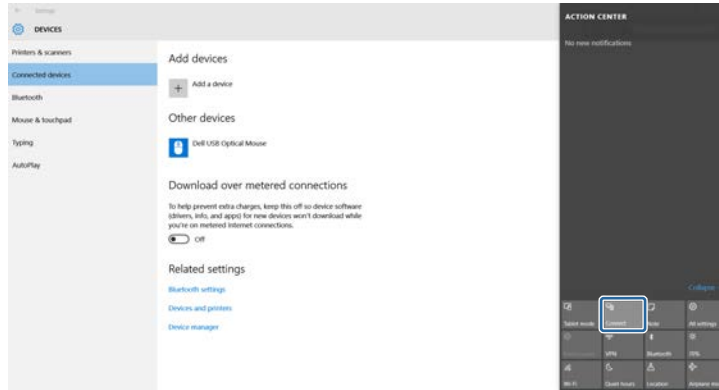 Settings
DEVICES
Printers & scanners
Connected devices
Bluetooth
Mouse & touchpad
Typing
AutoPlay
Add devices
Add a device
Other devices
Dell USB Optical Mouse
Download over metered connections
To help prevent extra charges, keep this off so device software
(drivers, info, and apps) for new devices won't download while
you're on metered Internet connections.
Off
Related settings
Bluetooth settings
Devices and printers
Device manager
ACTION CENTER
No new notifications
Collapse
Tablet mode Connect Note All settings
VPN Bluetooth 70%
Wi-Fi Quiet hours Location Airplane mo